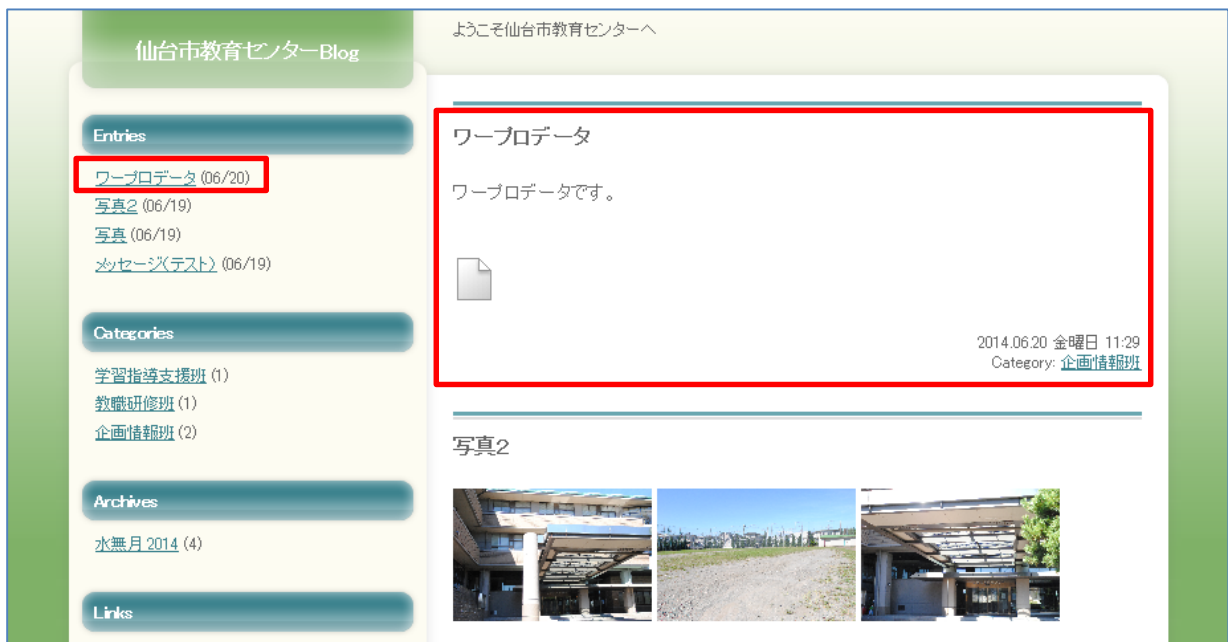 仙台市教育センターBlog
ようこそ仙台市教育センターへ
Entries
ワープロデータ (06/20)
写真2 (06/19)
写真 (06/19)
メッセージ(テスト) (06/19)
Categories
学習指導支援班 (1)
教職研修班 (1)
企画情報班 (2)
Archives
水無月 2014 (4)
Links
ワープロデータ
ワープロデータです。
2014.06.20 金曜日 11:29
Category: 企画情報班
写真2